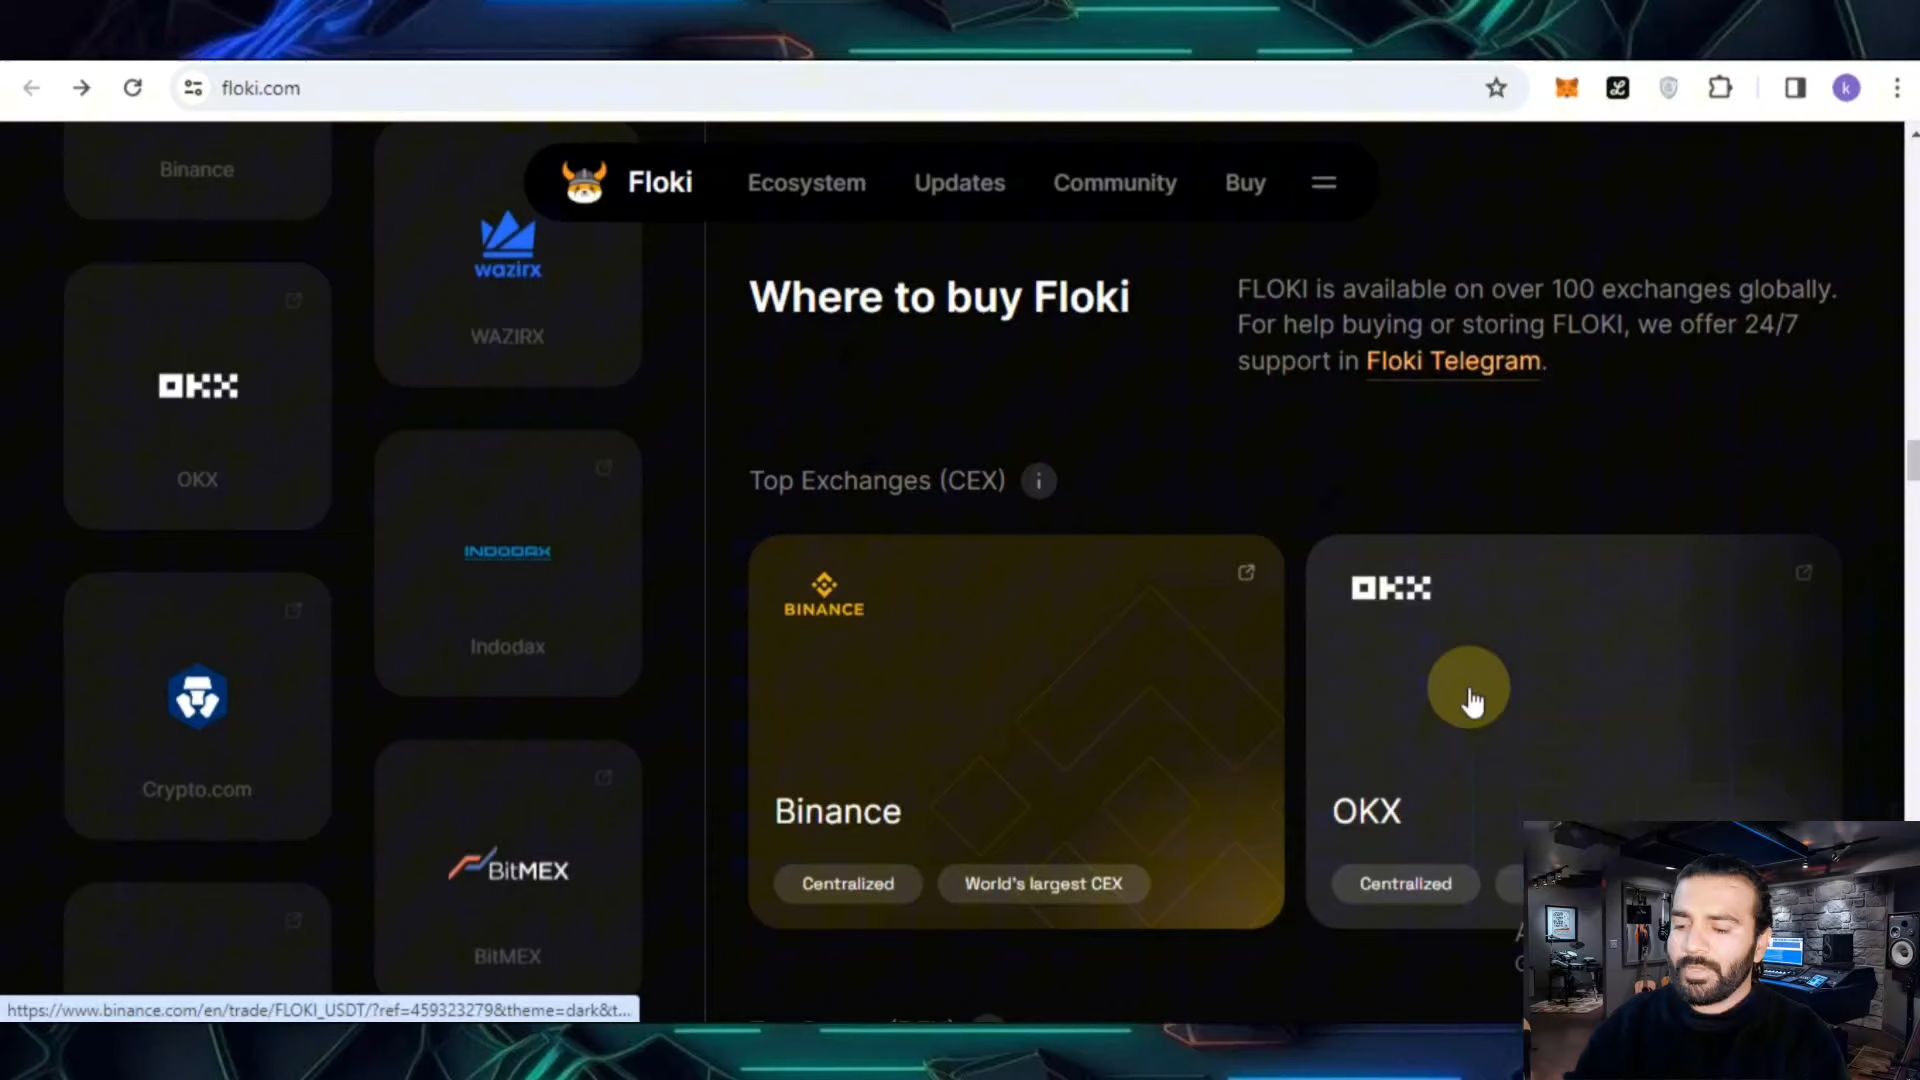 floki.com
k
Floki
Ecosystem
Updates
Community
Buy
Binance
wazirx
WAZIRX
OKX
OKX
INDODAX
Indodax
Crypto.com
BitMEX
BitMEX
Where to buy Floki
FLOKI is available on over 100 exchanges globally.
For help buying or storing FLOKI, we offer 24/7
support in Floki Telegram.
Top Exchanges (CEX)
i
BINANCE
Binance
Centralized
World's largest CEX
OKX
OKX
Centralized
https://www.binance.com/en/trade/FLOKI_USDT/?ref=459323279&theme=dark&t...